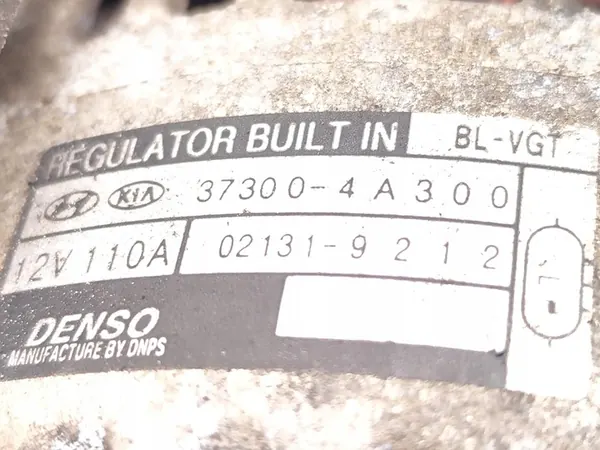 REGULATOR BUILT IN BL-VGT
KIA 37300-4A300
12V 110A 02131-9212
DENSO
MANUFACTURE BY DNPS